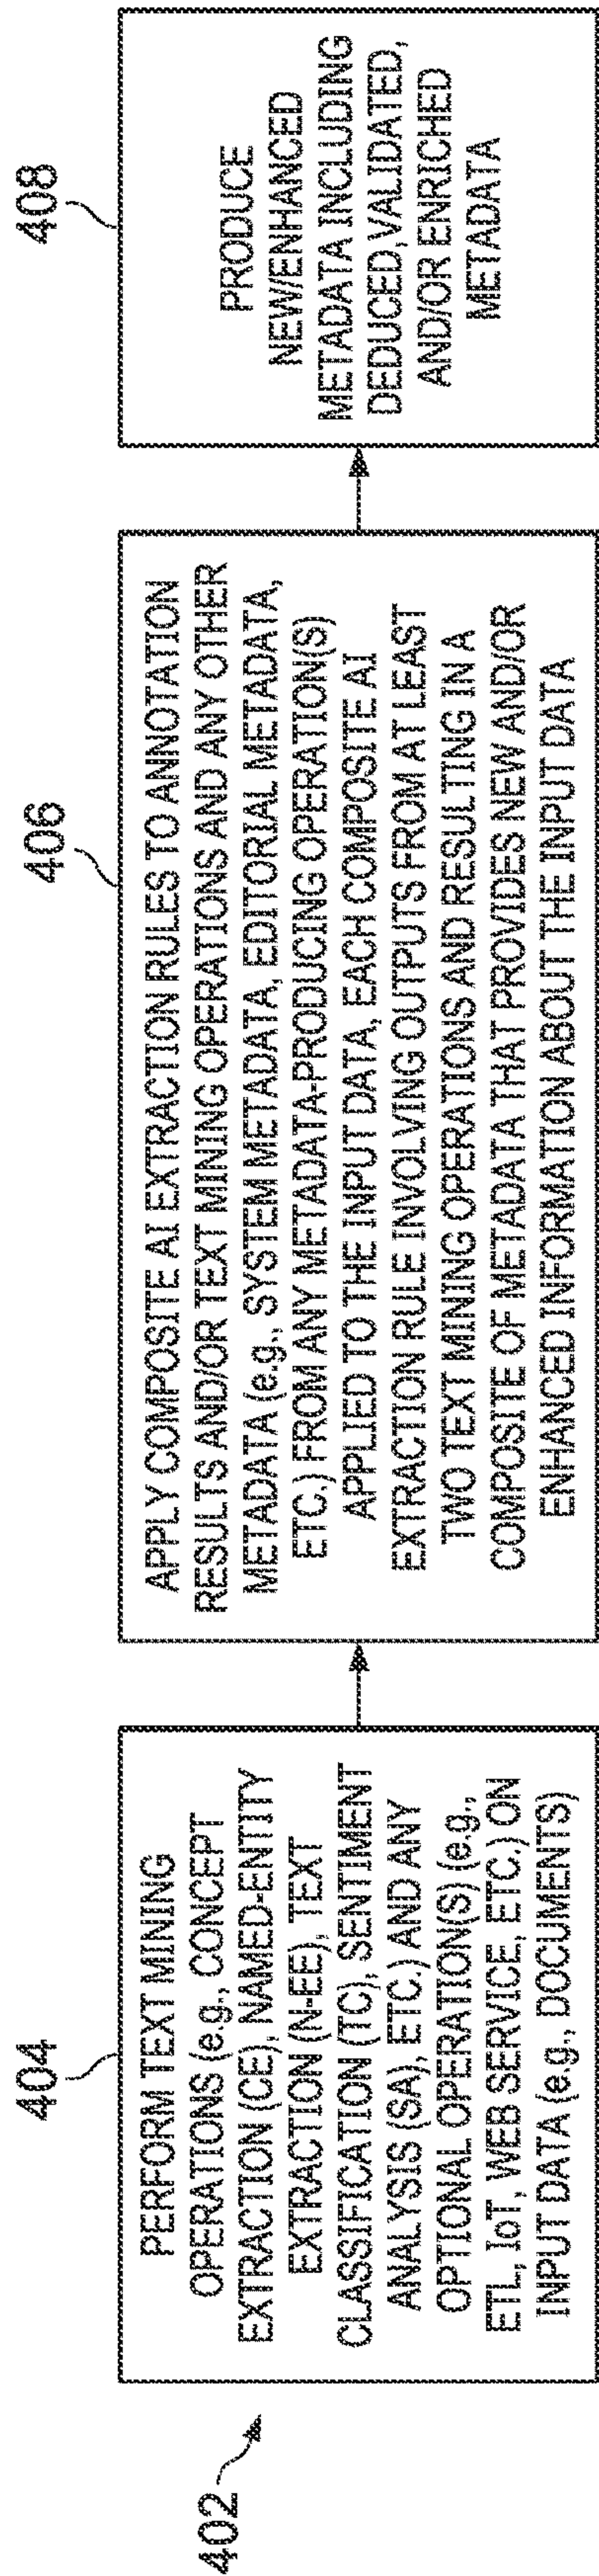 402
404
PERFORM TEXT MINING
OPERATIONS (e.g., CONCEPT
EXTRACTION (CE), NAMED-ENTITY
EXTRACTION (N-EE), TEXT
CLASSIFICATION (TC), SENTIMENT
ANALYSIS (SA), ETC.) AND ANY
OPTIONAL OPERATION(S) (e.g.,
ETL, IoT, WEB SERVICE, ETC.) ON
INPUT DATA (e.g., DOCUMENTS)
406
APPLY COMPOSITE AI EXTRACTION RULES TO ANNOTATION
RESULTS AND/OR TEXT MINING OPERATIONS AND ANY OTHER
METADATA (e.g., SYSTEM METADATA, EDITORIAL METADATA,
ETC.) FROM ANY METADATA-PRODUCING OPERATION(S)
APPLIED TO THE INPUT DATA, EACH COMPOSITE AI
EXTRACTION RULE INVOLVING OUTPUTS FROM AT LEAST
TWO TEXT MINING OPERATIONS AND RESULTING IN A
COMPOSITE OF METADATA THAT PROVIDES NEW AND/OR
ENHANCED INFORMATION ABOUT THE INPUT DATA
408
PRODUCE
NEW/ENHANCED
METADATA INCLUDING
DEDUCED,VALIDATED,
AND/OR ENRICHED
METADATA